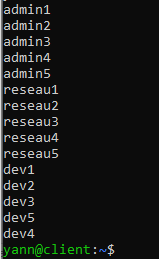 admin1
admin2
admin3
admin4
admin5
reseau1
reseau2
reseau3
reseau4
reseau5
dev1
dev2
dev3
dev5
dev4
yann@client:~$